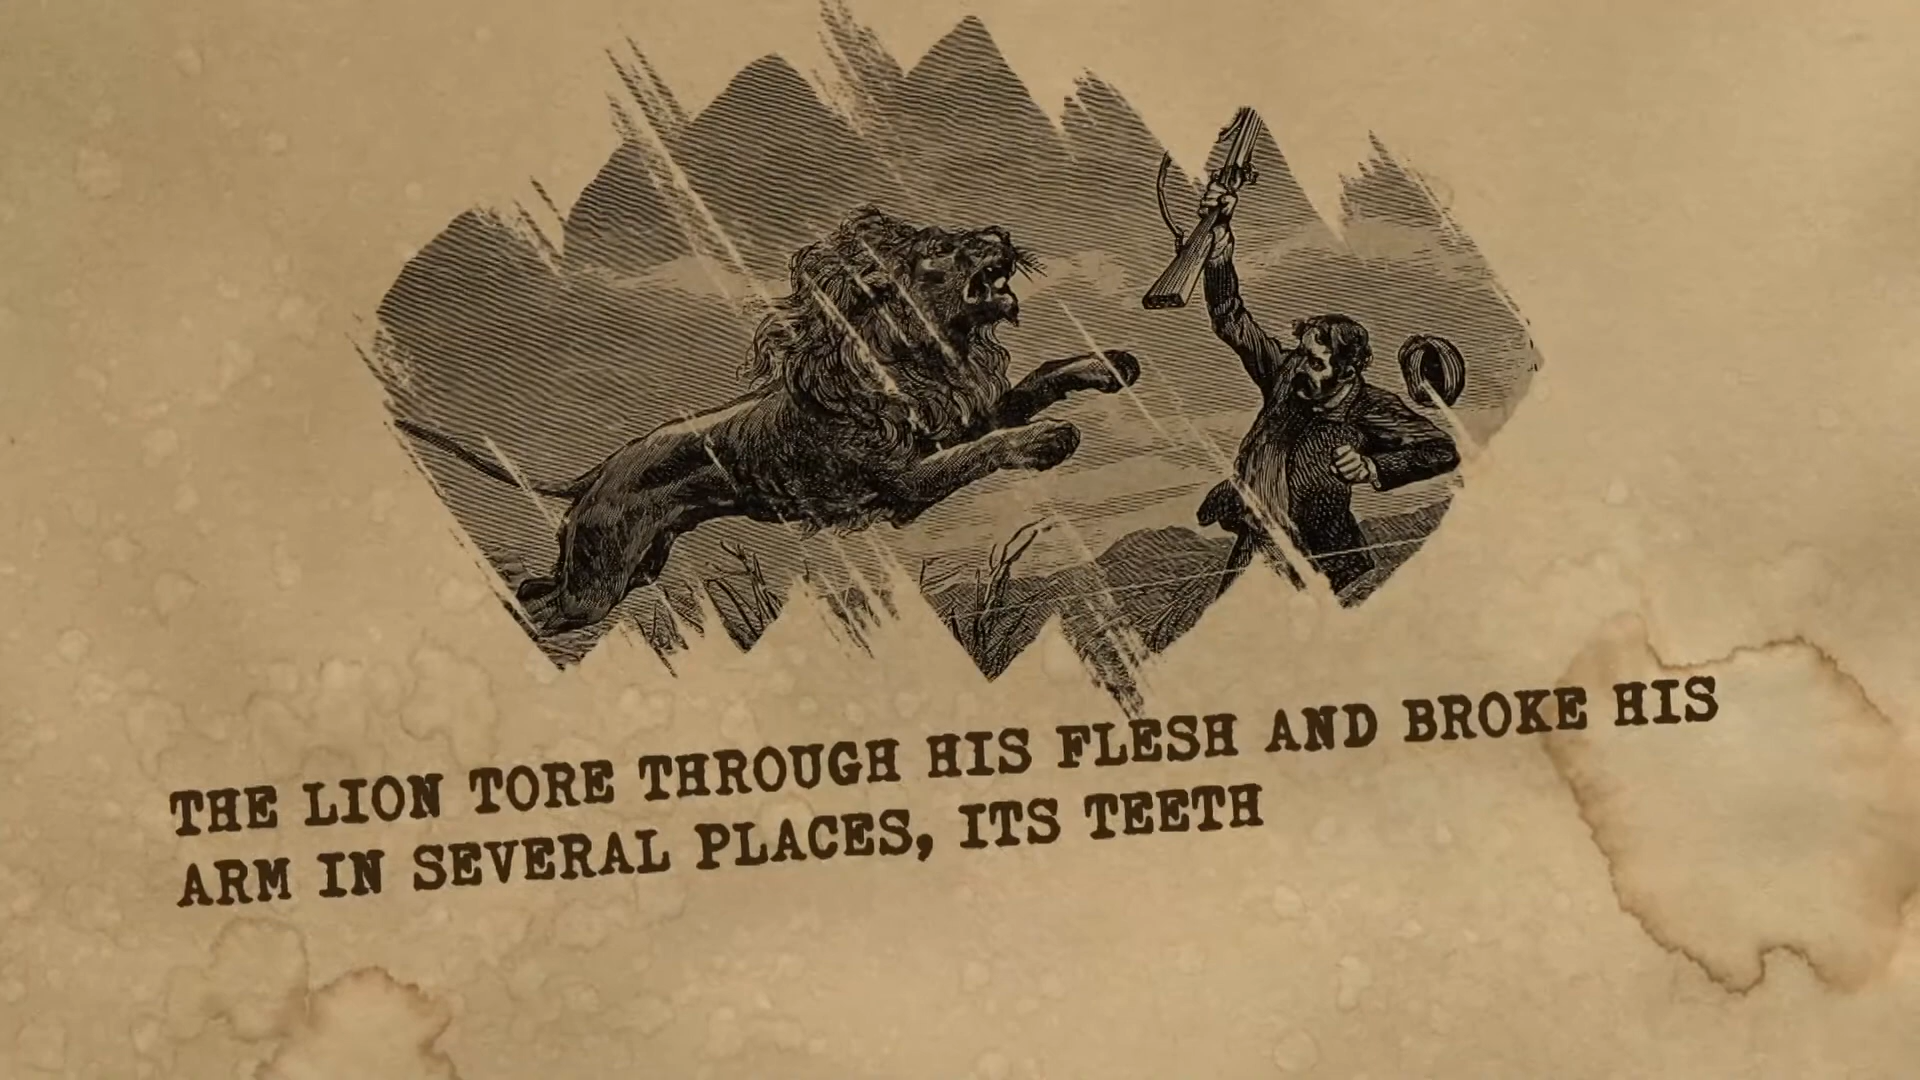 THE LION TORE THROUGH HIS FLESH AND BROKE HIS
ARM IN SEVERAL PLACES, ITS TEETH